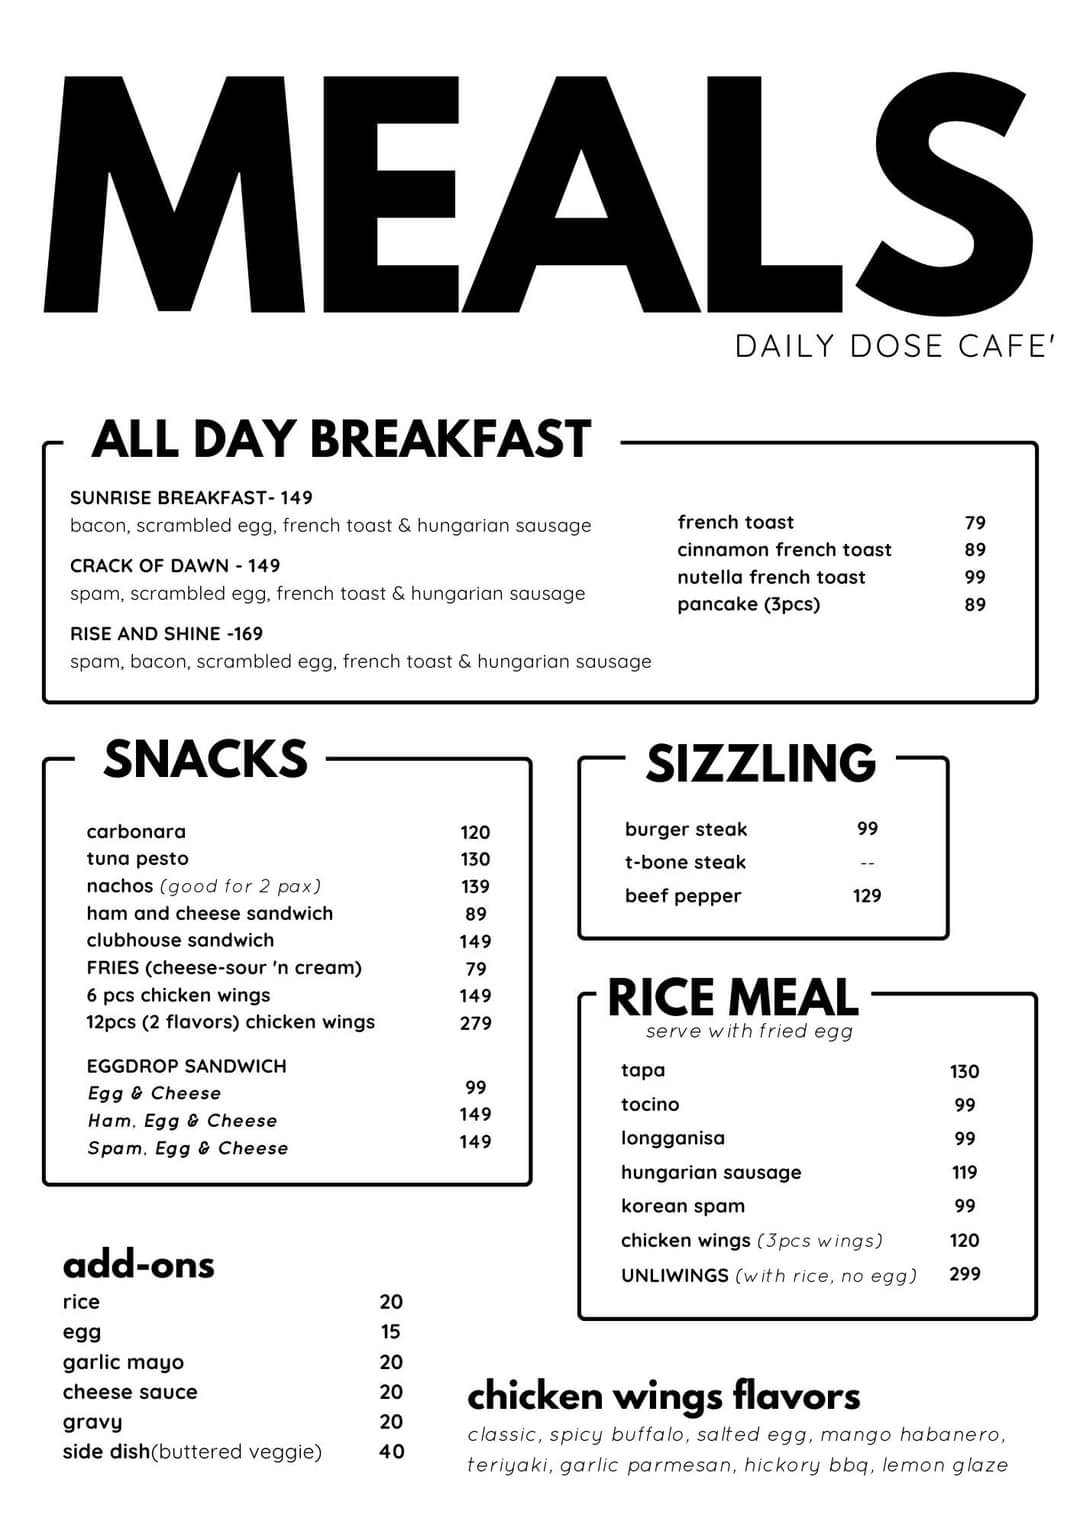 MEALS
DAILY DOSE CAFE'
ALL DAY BREAKFAST
SUNRISE BREAKFAST- 149
bacon, scrambled egg, french toast & hungarian sausage
CRACK OF DAWN - 149
spam, scrambled egg, french toast & hungarian sausage
RISE AND SHINE -169
spam, bacon, scrambled egg, french toast & hungarian sausage
french toast 79
cinnamon french toast 89
nutella french toast 99
pancake (3pcs) 89
SNACKS
carbonara 120
tuna pesto 130
nachos (good for 2 pax) 139
ham and cheese sandwich 89
clubhouse sandwich 149
FRIES (cheese-sour 'n cream) 79
6 pcs chicken wings 149
12pcs (2 flavors) chicken wings 279
EGGDROP SANDWICH
Egg & Cheese 99
Ham, Egg & Cheese 149
Spam, Egg & Cheese 149
SIZZLING
burger steak 99
t-bone steak --
beef pepper 129
RICE MEAL
serve with fried egg
tapa 130
tocino 99
longganisa 99
hungarian sausage 119
korean spam 99
chicken wings (3pcs wings) 120
UNLIWINGS (with rice, no egg) 299
add-ons
rice 20
egg 15
garlic mayo 20
cheese sauce 20
gravy 20
side dish(buttered veggie) 40
chicken wings flavors
classic, spicy buffalo, salted egg, mango habanero,
teriyaki, garlic parmesan, hickory bbq, lemon glaze